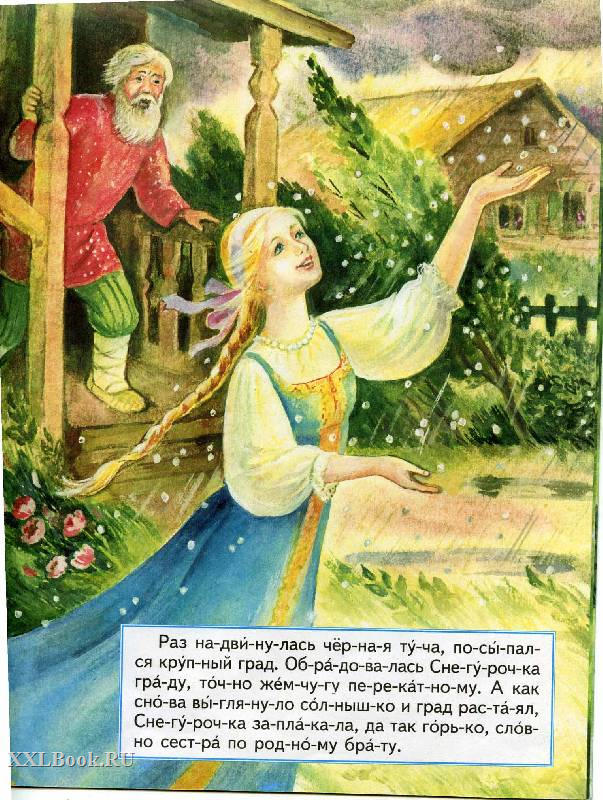 Раз на-дви́-ну-лась чёр-на-я ту́-ча, по-сы́-пал-
ся кру́п-ный град. Об-ра́-до-ва-лась Сне-гу́-роч-ка
гра́-ду, то́ч-но же́м-чу-гу пе-ре-ка́т-но-му. А как
сно́-ва вы́-гля-ну-ло со́л-ныш-ко и град рас-та́-ял,
Сне-гу́-роч-ка за-пла́-ка-ла, да так го́рь-ко, сло́в-
но сест-ра́ по род-но́-му бра́-ту.
XXLBook.RU